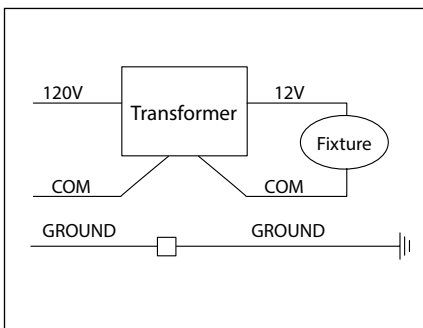 120V
12V
Transformer
Fixture
COM
COM
GROUND
GROUND